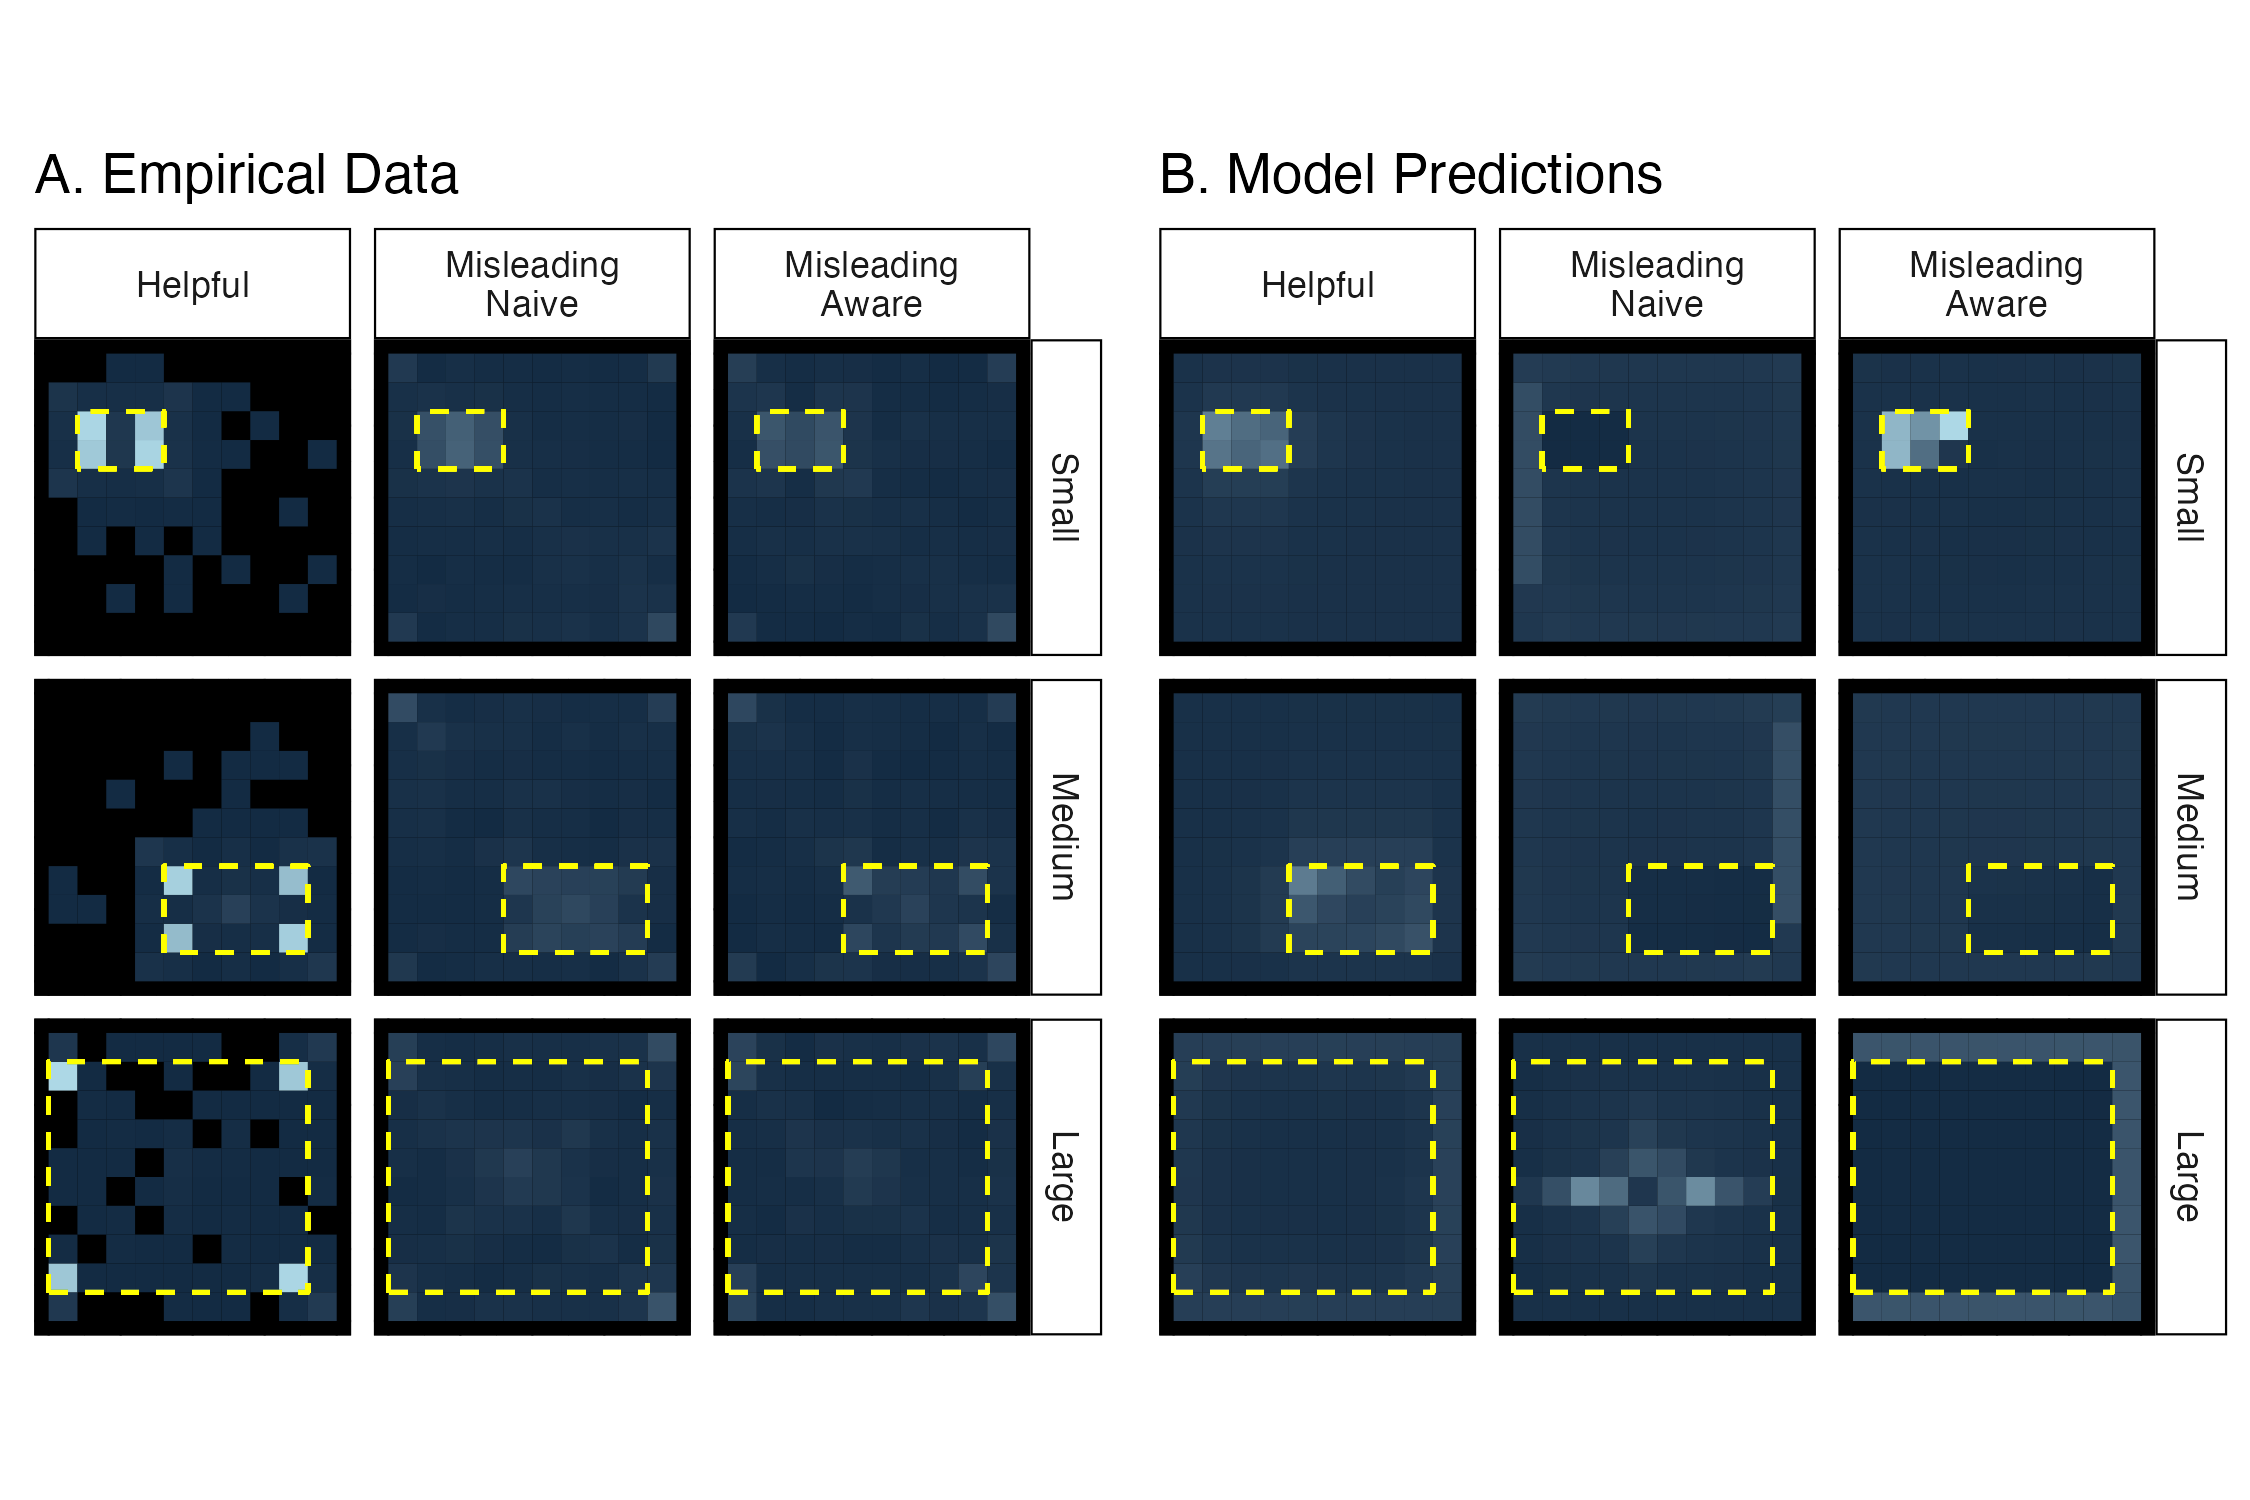 A. Empirical Data
Helpful
Misleading
Naive
Misleading
Aware
Small
Medium
Large
B. Model Predictions
Helpful
Misleading
Naive
Misleading
Aware
Small
Medium
Large